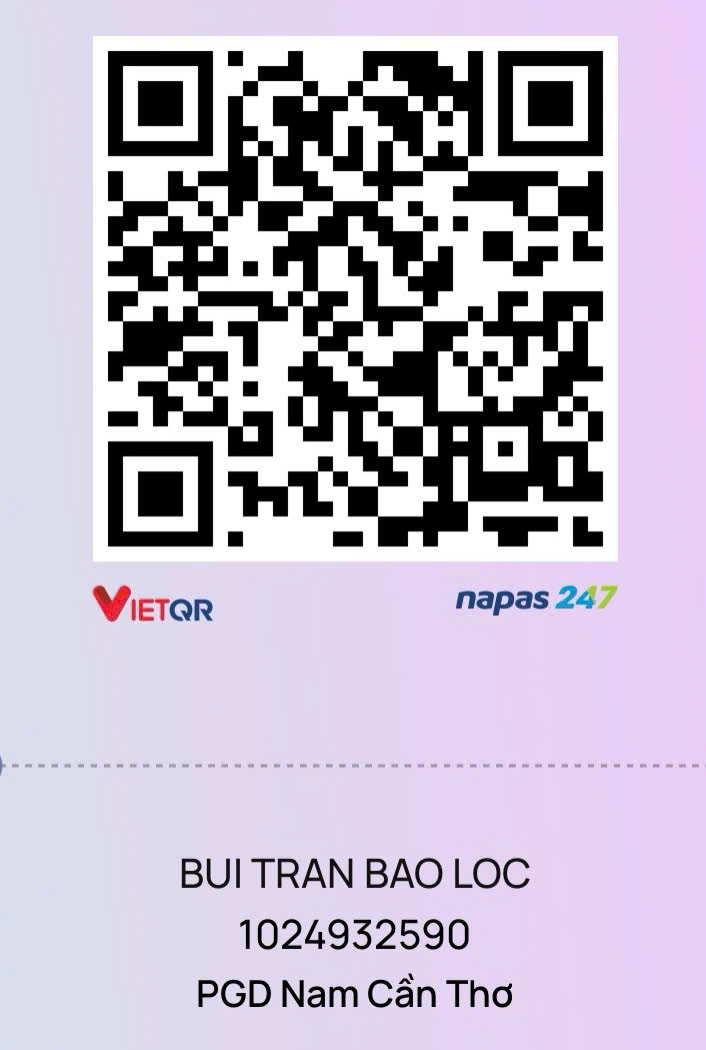 VIETQR
napas 247
BUI TRAN BAO LOC
1024932590
PGD Nam Cần Thơ